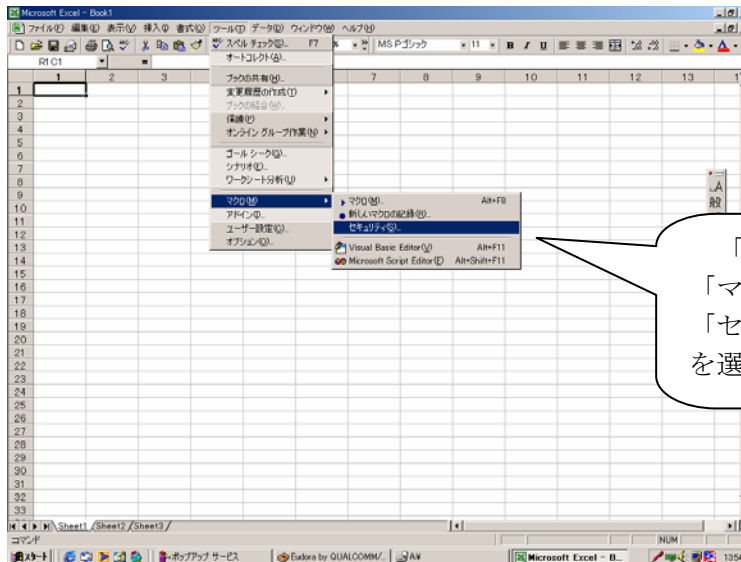 Microsoft Excel - Book1
ファイル(F) 編集(E) 表示(V) 挿入(I) 書式(O) ツール(T) データ(D) ウィンドウ(W) ヘルプ(H)
MS Pゴシック 11 B I U
R1C1 =
スペル チェック(S)... F7
オートコレクト(A)...
ブックの共有(H)...
変更履歴の作成(T)
ブックの結合(W)...
保護(P)
オンライン グループ作業(N)
ゴール シーク(G)...
シナリオ(E)...
ワークシート分析(U)
マクロ(M)
アドイン(I)...
ユーザー設定(C)...
オプション(O)...
マクロ(M)... Alt+F8
新しいマクロの記録(R)...
セキュリティ(S)...
Visual Basic Editor(V) Alt+F11
Microsoft Script Editor(E) Alt+Shift+F11
1 2 3 7 8 9 10 11 12 13
1
2
3
4
5
6
7
8
9
10
11
12
13
14
15
16
17
18
19
20
21
22
23
24
25
26
27
28
29
30
31
32
33
A
般
「
「マ
「セ
を選
Sheet1 Sheet2 Sheet3
コマンド NUM
スタート ポップアップ サービス Eudora by QUALCOMM/... A¥ Microsoft Excel - B... 1354